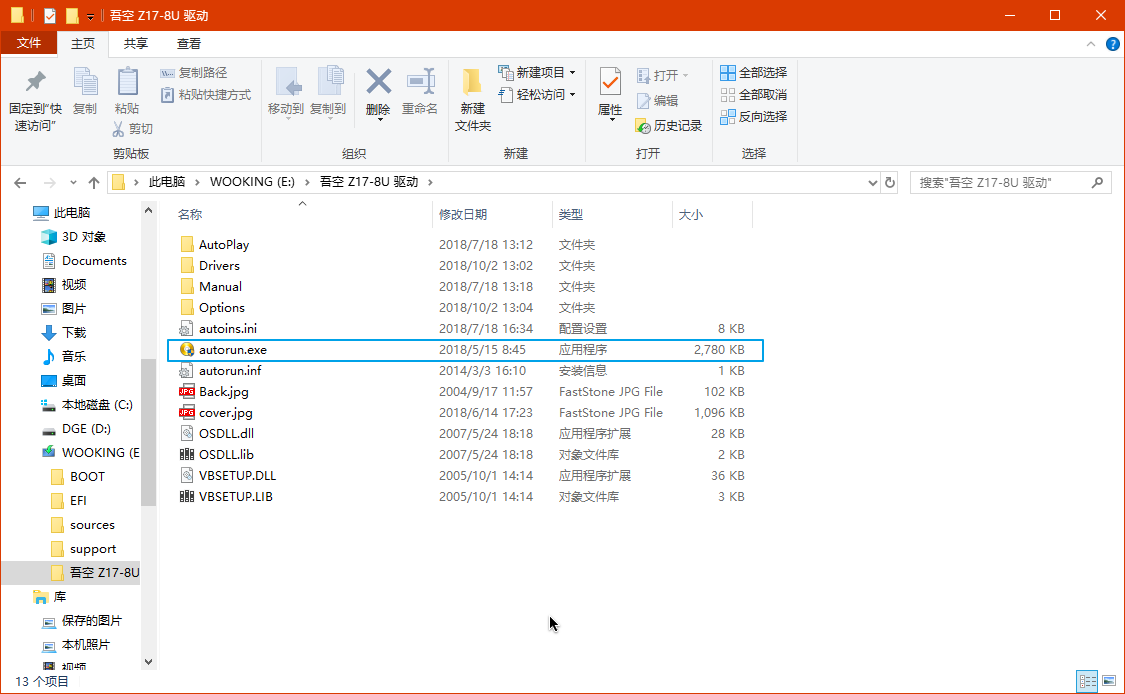 吾空 Z17-8U 驱动
文件 主页 共享 查看
固定到"快速访问"
复制
粘贴
复制路径
粘贴快捷方式
剪切
剪贴板
移动到
复制到
删除
重命名
组织
新建文件夹
新建项目
轻松访问
新建
属性
打开
编辑
历史记录
打开
全部选择
全部取消
反向选择
选择
此电脑 WOOKING (E:) 吾空 Z17-8U 驱动
搜索"吾空 Z17-8U 驱动"
此电脑
3D 对象
Documents
视频
图片
下载
音乐
桌面
本地磁盘 (C:)
DGE (D:)
WOOKING (E
BOOT
EFI
sources
support
吾空 Z17-8U
库
保存的图片
本机照片
视频
名称 修改日期 类型 大小
AutoPlay 2018/7/18 13:12 文件夹
Drivers 2018/10/2 13:02 文件夹
Manual 2018/7/18 13:18 文件夹
Options 2018/10/2 13:04 文件夹
autoins.ini 2018/7/18 16:34 配置设置 8 KB
autorun.exe 2018/5/15 8:45 应用程序 2,780 KB
autorun.inf 2014/3/3 16:10 安装信息 1 KB
JPG Back.jpg 2004/9/17 11:57 FastStone JPG File 102 KB
JPG cover.jpg 2018/6/14 17:23 FastStone JPG File 1,096 KB
OSDLL.dll 2007/5/24 18:18 应用程序扩展 28 KB
OSDLL.lib 2007/5/24 18:18 对象文件库 2 KB
VBSETUP.DLL 2005/10/1 14:14 应用程序扩展 36 KB
VBSETUP.LIB 2005/10/1 14:14 对象文件库 3 KB
13 个项目